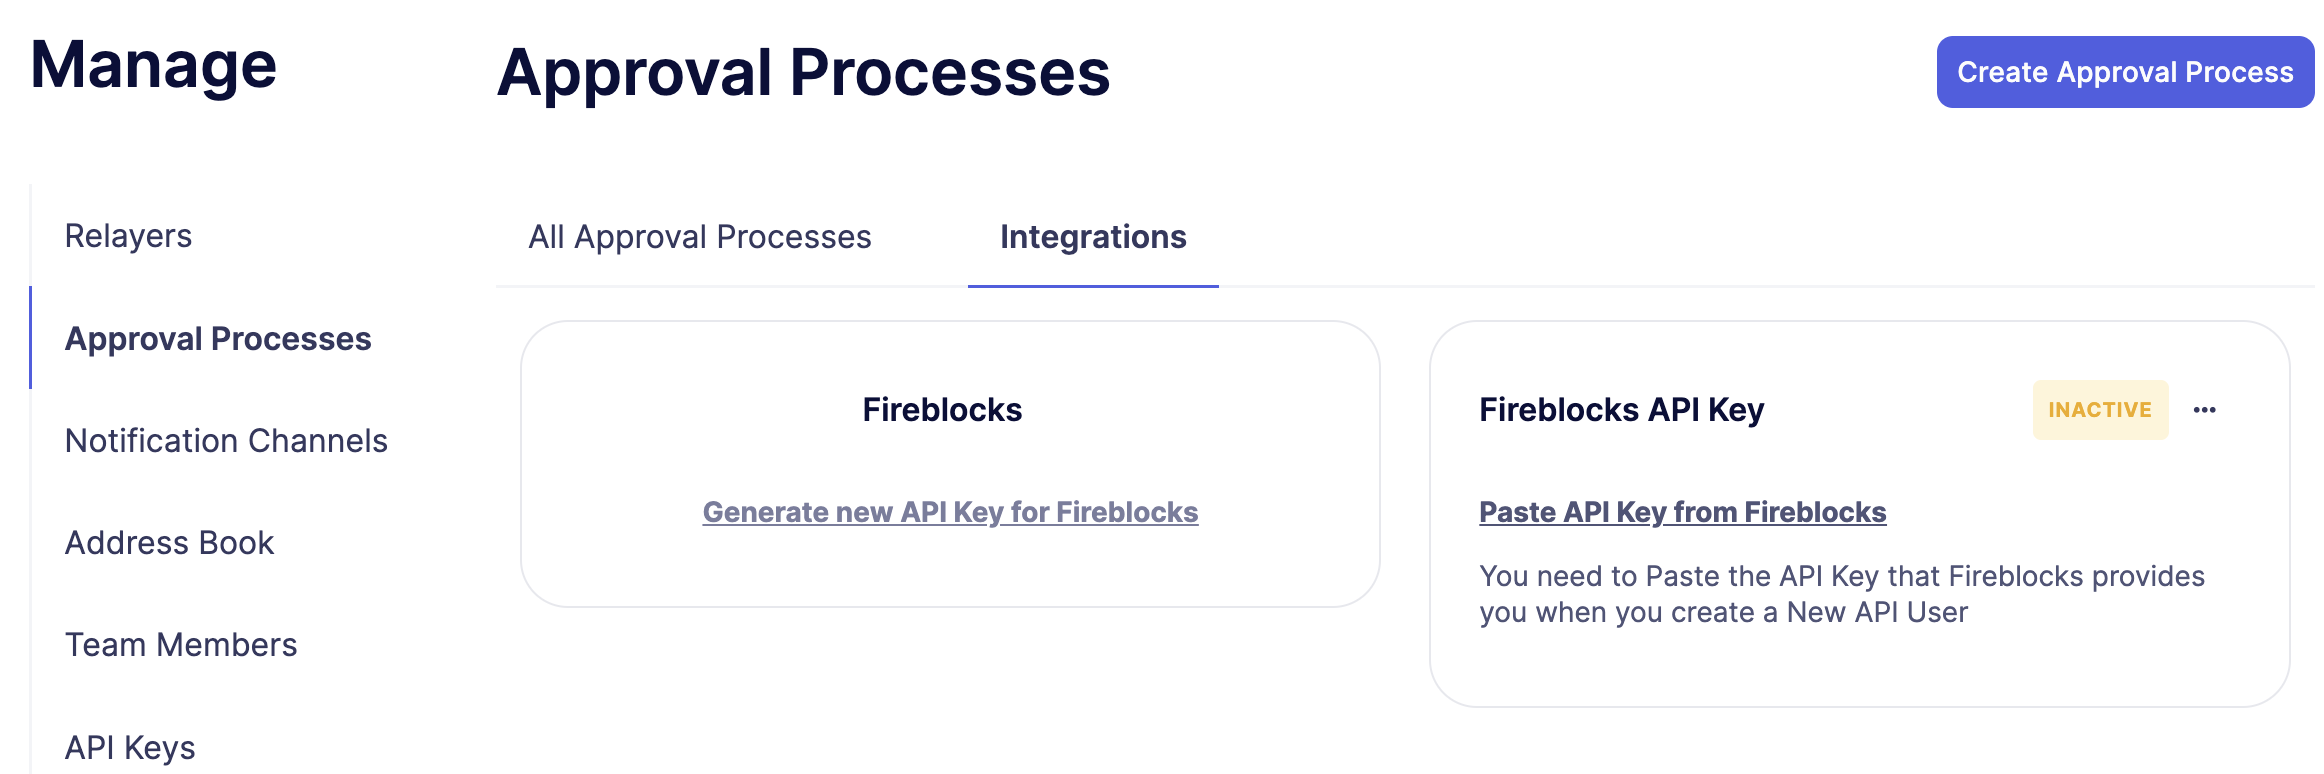 Manage
Approval Processes
Create Approval Process
Relayers
Approval Processes
Notification Channels
Address Book
Team Members
API Keys
All Approval Processes
Integrations
Fireblocks
Generate new API Key for Fireblocks
Fireblocks API Key
INACTIVE
Paste API Key from Fireblocks
You need to Paste the API Key that Fireblocks provides
you when you create a New API User